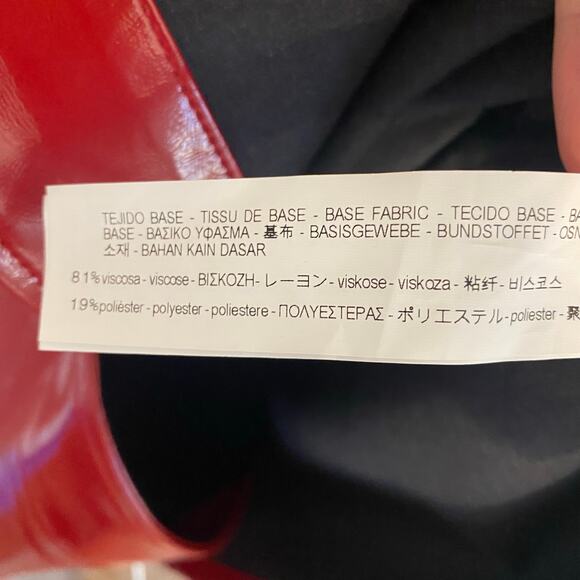 TEJIDO BASE - TISSU DE BASE - BASE FABRIC - TECIDO BASE -
BASE - ΒΑΣΙΚΟ ΥΦΑΣΜΑ - 基布 - BASISGEWEBE - BUNDSTOFFET -
소재 - BAHAN KAIN DASAR
81%viscosa - viscose - ΒΙΣΚΟΖΗ - レーヨン - viskose - viskoza - 粘纤 - 비스코스
19%poliéster - polyester - poliestere - ΠΟΛΥΕΣΤΕΡΑΣ - ポリエステル - poliester - 聚